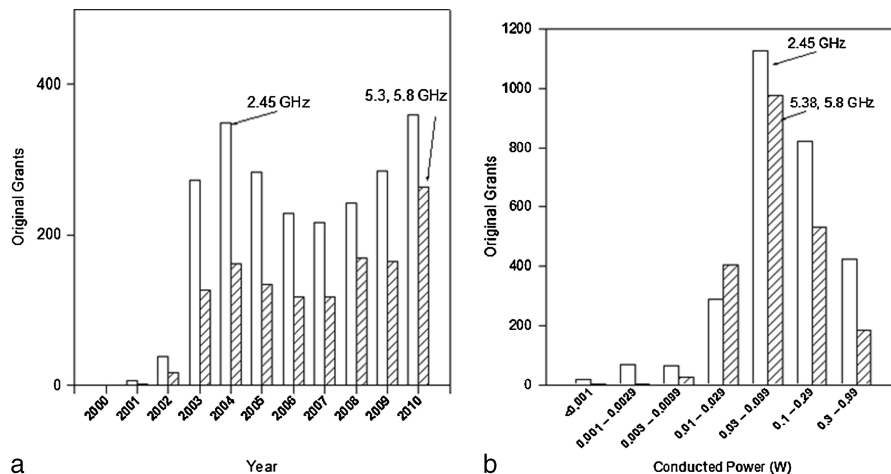 400
200
0
Original Grants
2.45 GHz
5.3, 5.8 GHz
2000
2001
2002
2003
2004
2005
2006
2007
2008
2009
2010
a
Year
1200
1000
800
600
400
200
0
Original Grants
2.45 GHz
5.38, 5.8 GHz
<0.001
0.001 – 0.0029
0.003 – 0.0099
0.01 – 0.029
0.03 – 0.099
0.1 – 0.29
0.3 – 0.99
b
Conducted Power (W)